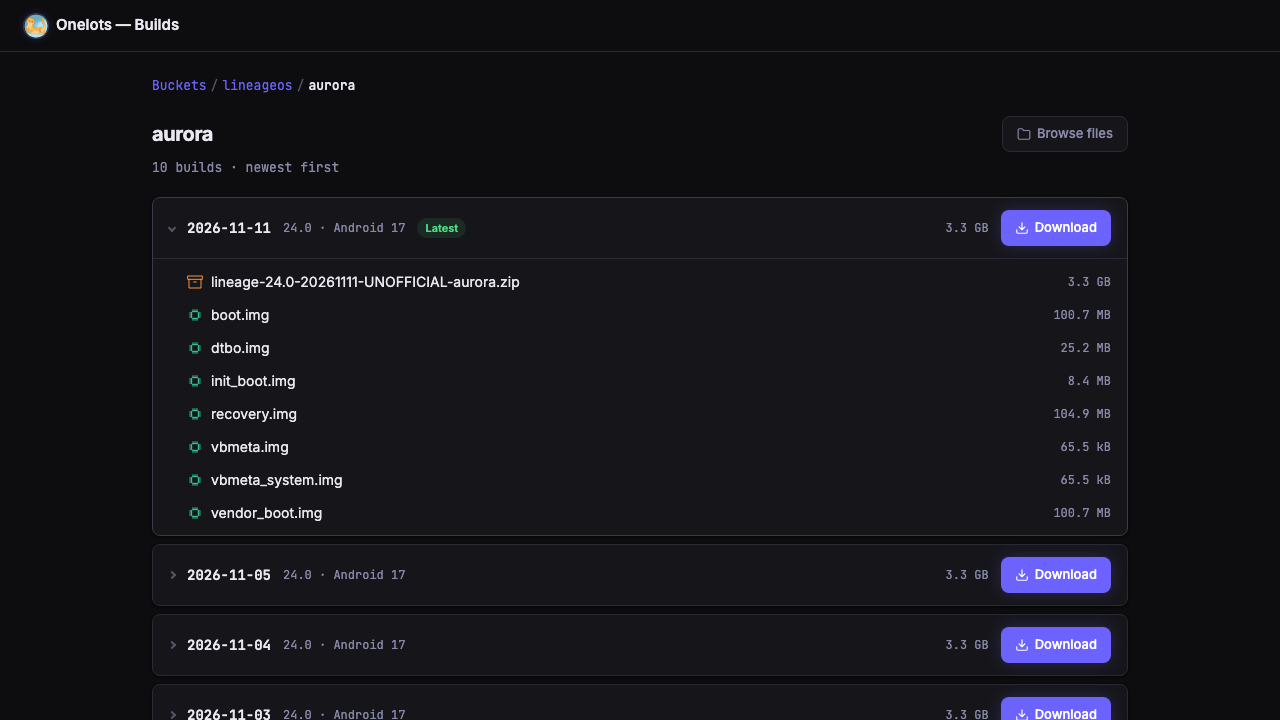 Onelots — Builds
Buckets / lineageos / aurora
aurora
Browse files
10 builds · newest first
2026-11-11 24.0 · Android 17 Latest 3.3 GB Download
lineage-24.0-20261111-UNOFFICIAL-aurora.zip 3.3 GB
boot.img 100.7 MB
dtbo.img 25.2 MB
init_boot.img 8.4 MB
recovery.img 104.9 MB
vbmeta.img 65.5 kB
vbmeta_system.img 65.5 kB
vendor_boot.img 100.7 MB
2026-11-05 24.0 · Android 17 3.3 GB Download
2026-11-04 24.0 · Android 17 3.3 GB Download
2026-11-03 24.0 · Android 17 3.3 GB Download